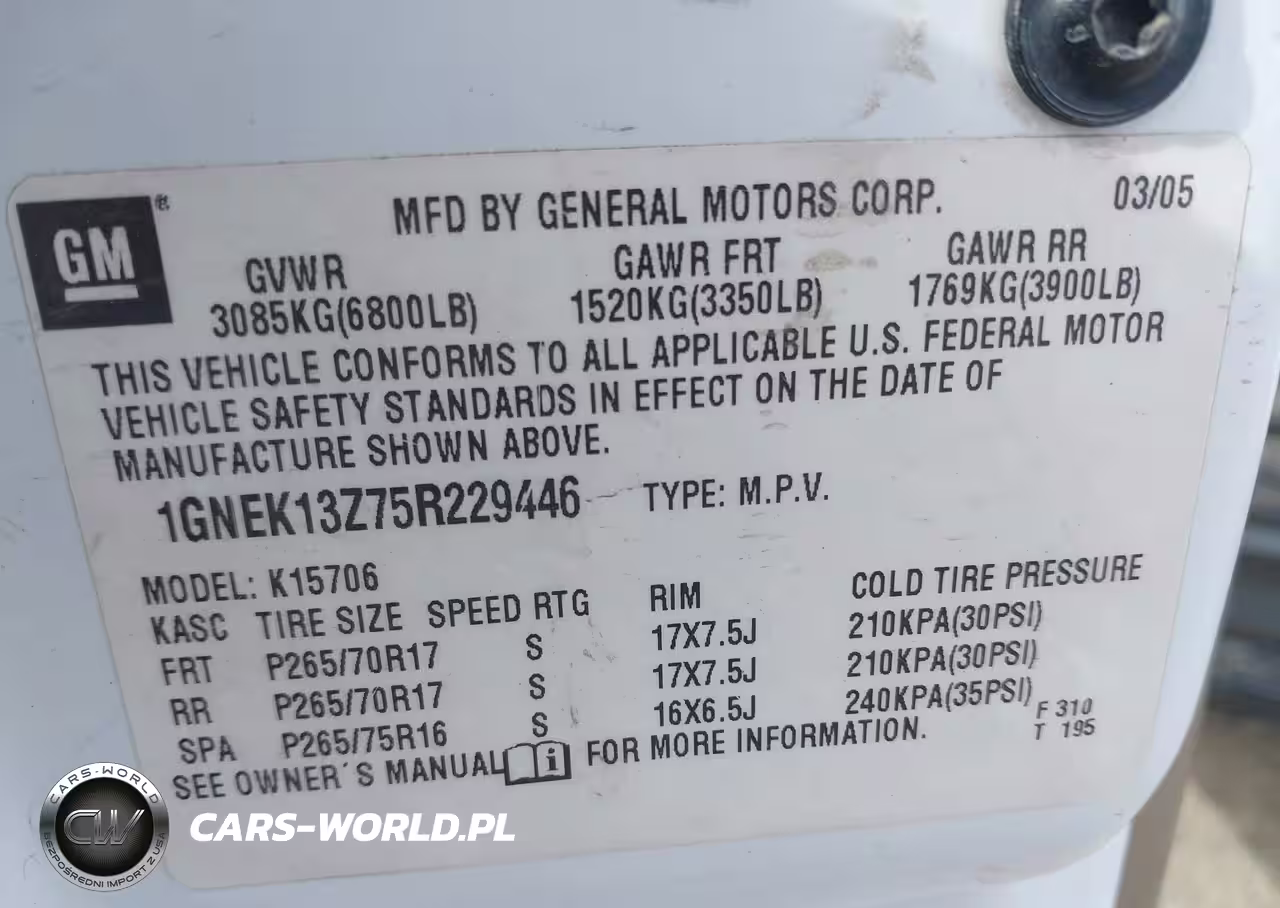 GM ®
MFD BY GENERAL MOTORS CORP. 03/05
GVWR GAWR FRT GAWR RR
3085KG(6800LB) 1520KG(3350LB) 1769KG(3900LB)
THIS VEHICLE CONFORMS TO ALL APPLICABLE U.S. FEDERAL MOTOR
VEHICLE SAFETY STANDARDS IN EFFECT ON THE DATE OF
MANUFACTURE SHOWN ABOVE.
1GNEK13Z75R229446 TYPE: M.P.V.
MODEL: K15706
KASC TIRE SIZE SPEED RTG RIM COLD TIRE PRESSURE
FRT P265/70R17 S 17X7.5J 210KPA(30PSI)
RR P265/70R17 S 17X7.5J 210KPA(30PSI)
SPA P265/75R16 S 16X6.5J 240KPA(35PSI)
F 310
T 195
SEE OWNER'S MANUAL i FOR MORE INFORMATION.
CARS-WORLD
CW
BEZPOŚREDNI IMPORT Z USA
CARS-WORLD.PL